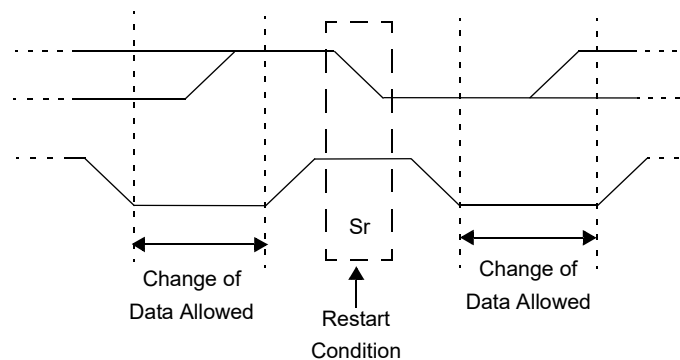 Sr
Change of
Data Allowed
Change of
Data Allowed
Restart
Condition